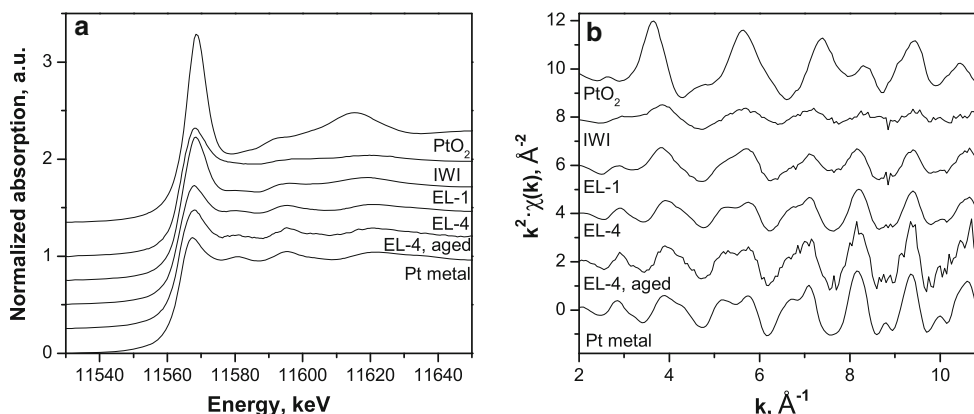 a
Normalized absorption, a.u.
3
2
1
0
PtO2
IWI
EL-1
EL-4
EL-4, aged
Pt metal
11540 11560 11580 11600 11620 11640
Energy, keV
b
k²·χ(k), Å⁻²
12
10
8
6
4
2
0
PtO₂
IWI
EL-1
EL-4
EL-4, aged
Pt metal
2 4 6 8 10
k, Å⁻¹